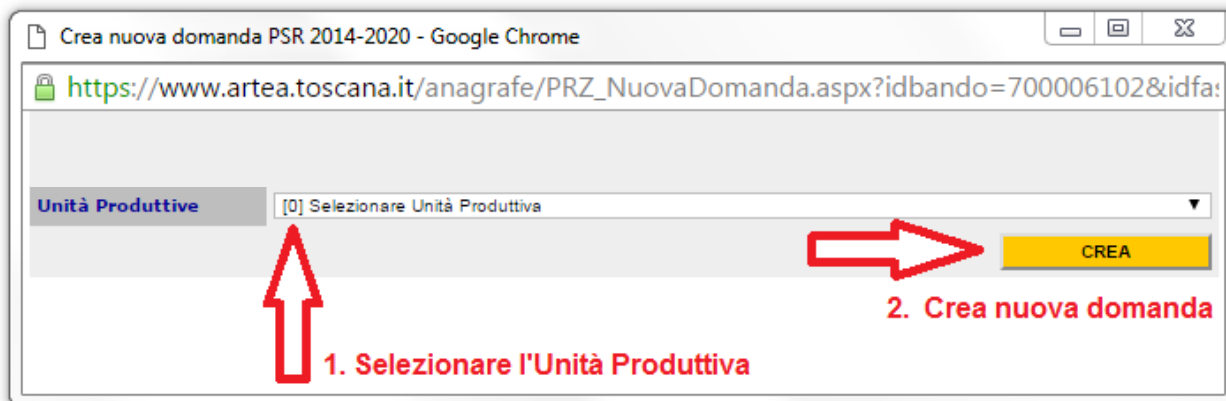 Crea nuova domanda PSR 2014-2020 - Google Chrome
https://www.artea.toscana.it/anagrafe/PRZ_NuovaDomanda.aspx?idbando=700006102&idfas
Unità Produttive
[0] Selezionare Unità Produttiva
CREA
2. Crea nuova domanda
1. Selezionare l'Unità Produttiva